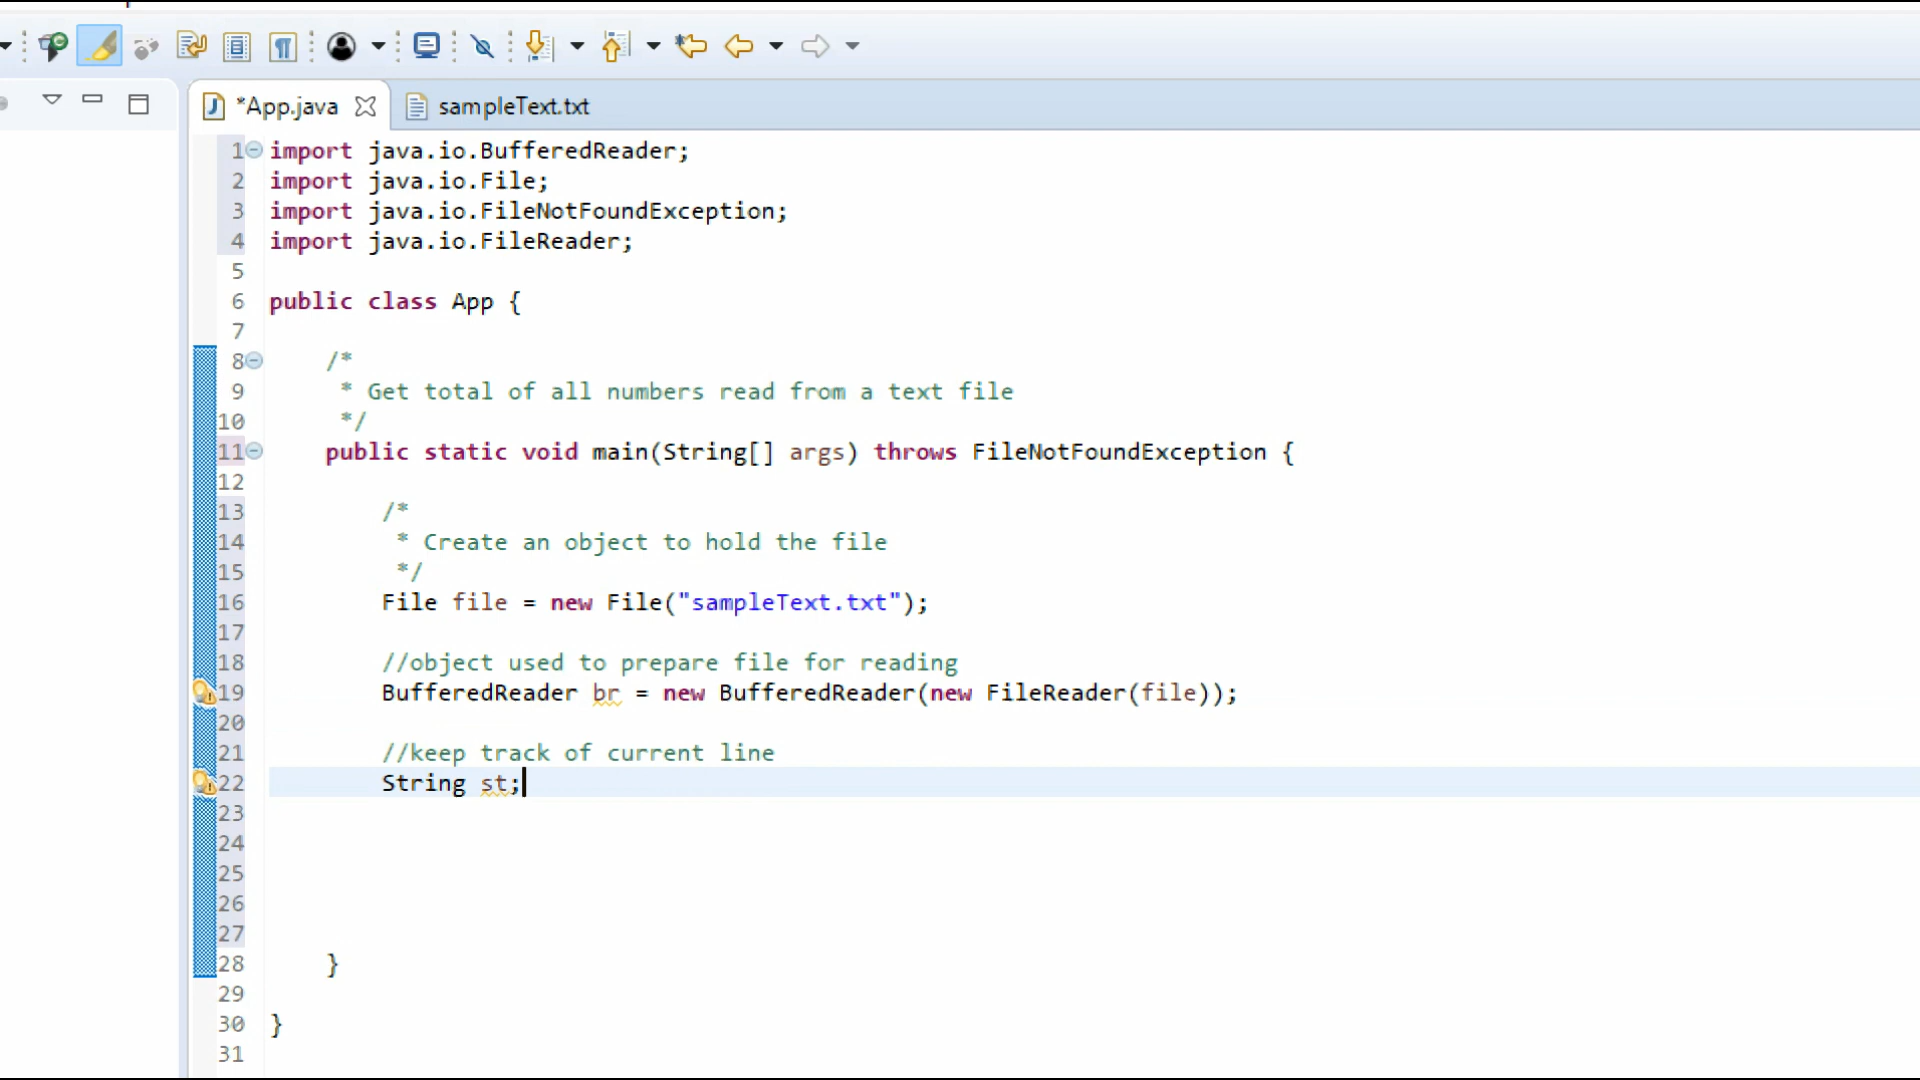 *App.java
sampleText.txt
1 import java.io.BufferedReader;
2 import java.io.File;
3 import java.io.FileNotFoundException;
4 import java.io.FileReader;
5
6 public class App {
7
8 /*
9 * Get total of all numbers read from a text file
10 */
11 public static void main(String[] args) throws FileNotFoundException {
12
13 /*
14 * Create an object to hold the file
15 */
16 File file = new File("sampleText.txt");
17
18 //object used to prepare file for reading
19 BufferedReader br = new BufferedReader(new FileReader(file));
20
21 //keep track of current line
22 String st;
23
24
25
26
27
28 }
29
30 }
31